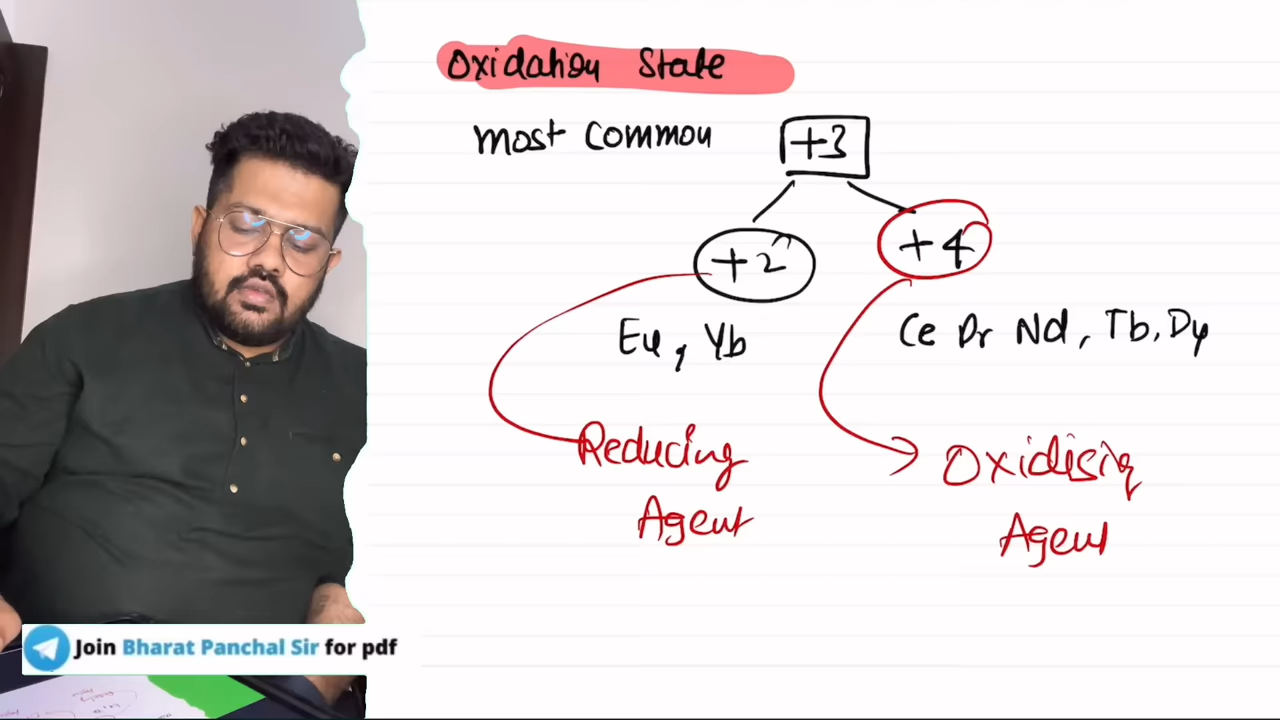 Oxidation State
most common +3
+2 +4
Eu, Yb
Ce Pr Nd, Tb, Dy
Reducing
Agent
Oxidising
Agent
Join Bharat Panchal Sir for pdf